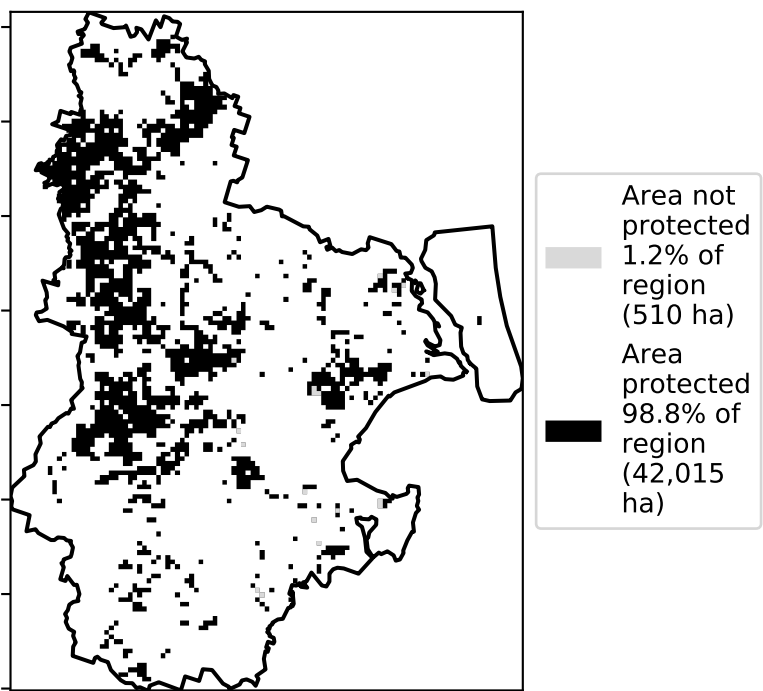 Area not
protected
1.2% of
region
(510 ha)
Area
protected
98.8% of
region
(42,015
ha)